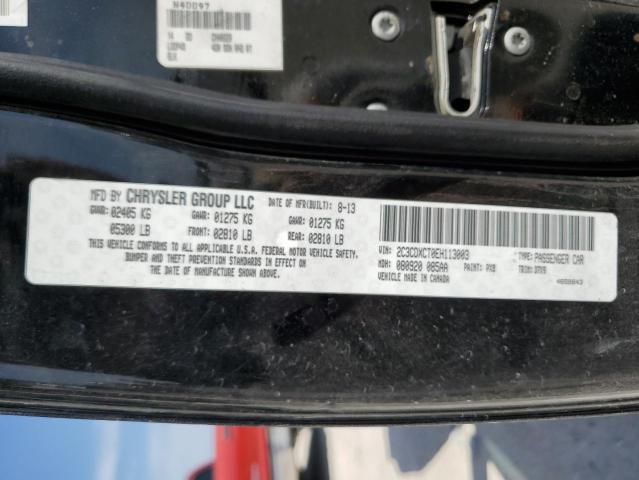 N4DD97
MFD BY CHRYSLER GROUP LLC
DATE OF MFR(BUILT): 8-13
GVWR: 02405 KG
GAWR: 01275 KG
GAWR: 01275 KG
05300 LB
FRONT: 02810 LB
REAR: 02810 LB
THIS VEHICLE CONFORMS TO ALL APPLICABLE U.S.A. FEDERAL MOTOR VEHICLE SAFETY,
BUMPER AND THEFT PREVENTION STANDARDS IN EFFECT ON
THE DATE OF MANUFACTURE SHOWN ABOVE.
VIN: 2C3CDXCT0EH113003
TYPE: PASSENGER CAR
MDH: 080920 085AA
PAINT: PX8
TRIM: D7X9
VEHICLE MADE IN CANADA